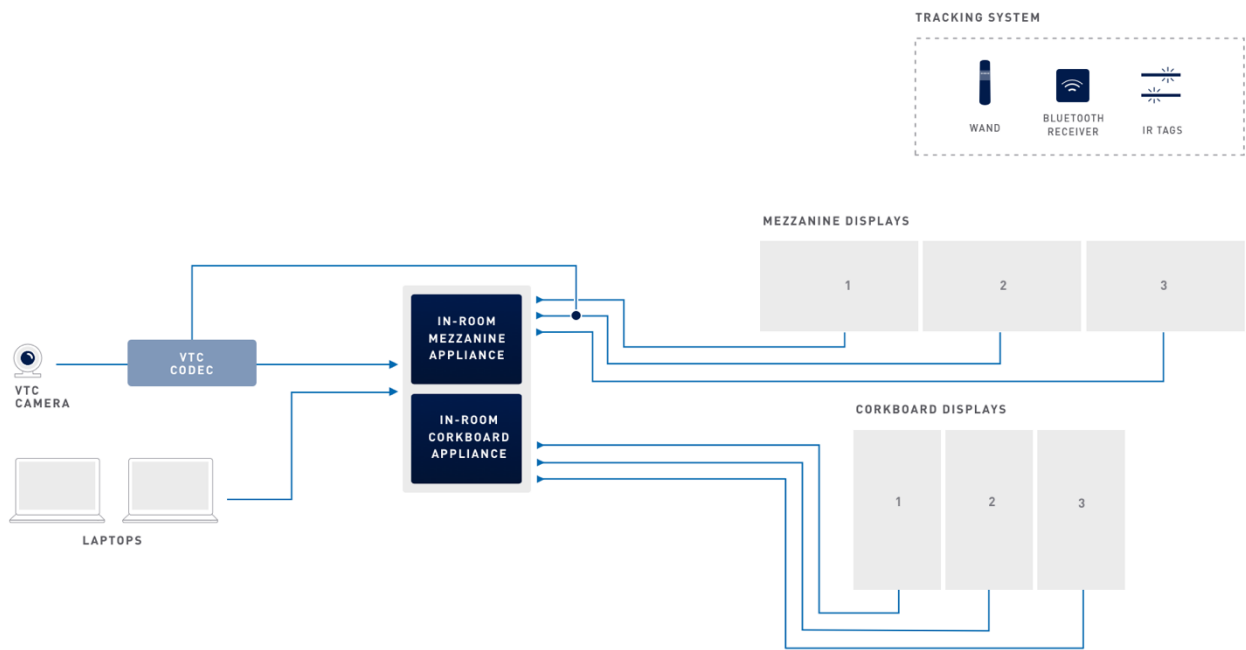 TRACKING SYSTEM
WAND
BLUETOOTH
RECEIVER
IR TAGS
MEZZANINE DISPLAYS
1
2
3
IN-ROOM
MEZZANINE
APPLIANCE
VTC
CODEC
VTC
CAMERA
IN-ROOM
CORKBOARD
APPLIANCE
CORKBOARD DISPLAYS
1
2
3
LAPTOPS